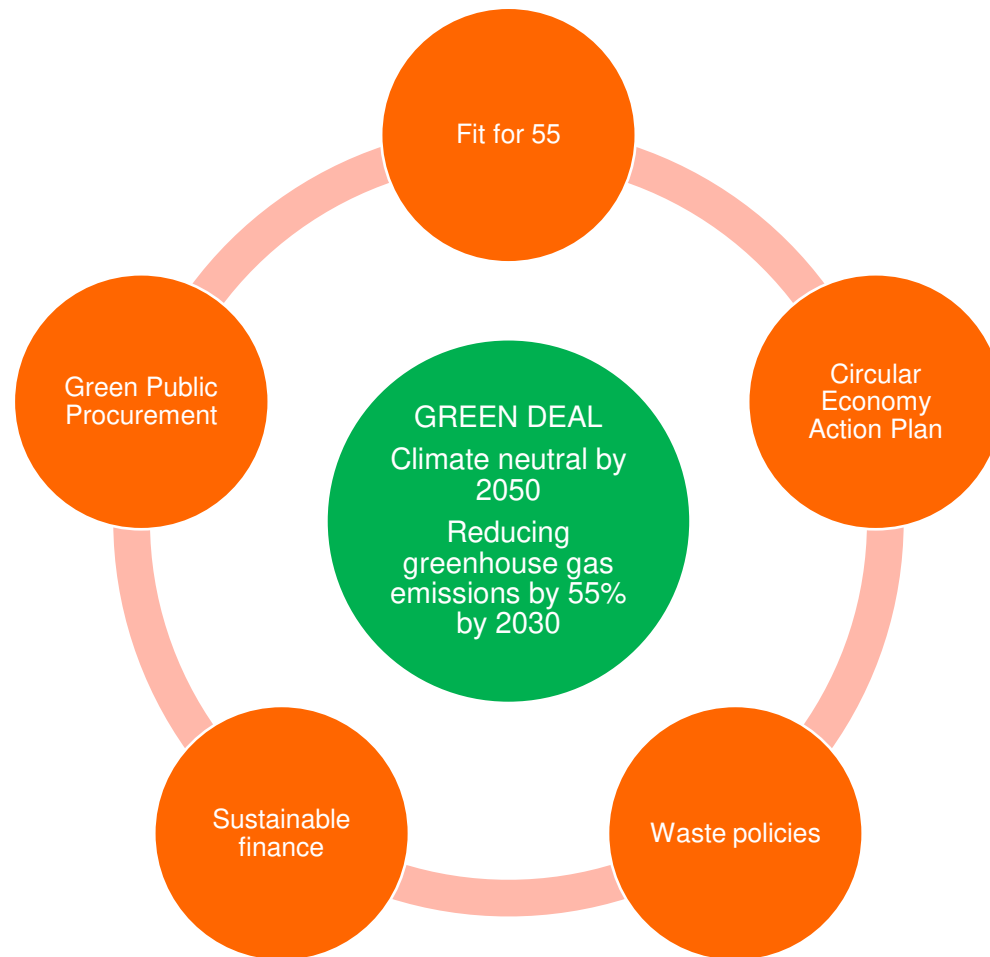 Fit for 55
Green Public
Procurement
Circular
Economy
Action Plan
GREEN DEAL
Climate neutral by
2050
Reducing
greenhouse gas
emissions by 55%
by 2030
Sustainable
finance
Waste policies